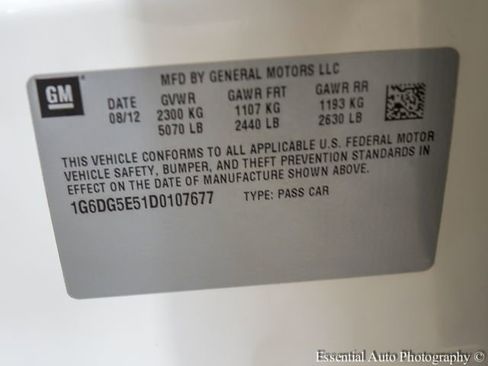 GM
MFD BY GENERAL MOTORS LLC
DATE GVWR GAWR FRT GAWR RR
08/12 2300 KG 1107 KG 1193 KG
5070 LB 2440 LB 2630 LB
THIS VEHICLE CONFORMS TO ALL APPLICABLE U.S. FEDERAL MOTOR
VEHICLE SAFETY, BUMPER, AND THEFT PREVENTION STANDARDS IN
EFFECT ON THE DATE OF MANUFACTURE SHOWN ABOVE.
1G6DG5E51D0107677 TYPE: PASS CAR
Essential Auto Photography ©